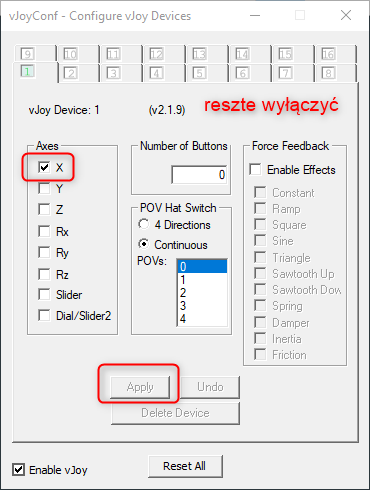 vJoyConf - Configure vJoy Devices
9 10 11 12 13 14 15 16
1 2 3 4 5 6 7 8
vJoy Device: 1 (v2.1.9) reszte wyłączyć
Axes
X
Y
Z
Rx
Ry
Rz
Slider
Dial/Slider2
Number of Buttons
0
POV Hat Switch
4 Directions
Continuous
POVs:
0
1
2
3
4
Force Feedback
Enable Effects
Constant
Ramp
Square
Sine
Triangle
Sawtooth Up
Sawtooth Dow
Spring
Damper
Inertia
Friction
Apply Undo
Delete Device
Enable vJoy Reset All